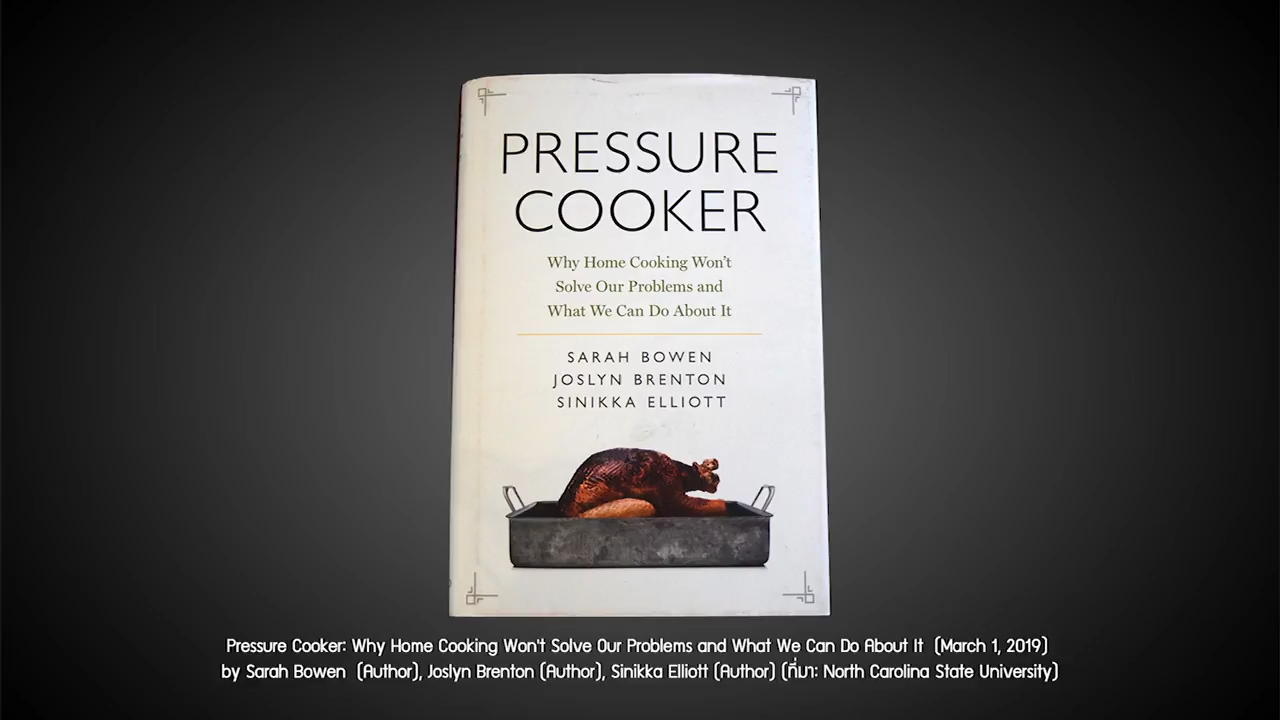 PRESSURE
COOKER
Why Home Cooking Won't
Solve Our Problems and
What We Can Do About It
SARAH BOWEN
JOSLYN BRENTON
SINIKKA ELLIOTT
Pressure Cooker: Why Home Cooking Won't Solve Our Problems and What We Can Do About It (March 1, 2019)
by Sarah Bowen (Author), Joslyn Brenton (Author), Sinikka Elliott (Author) (ที่มา: North Carolina State University)